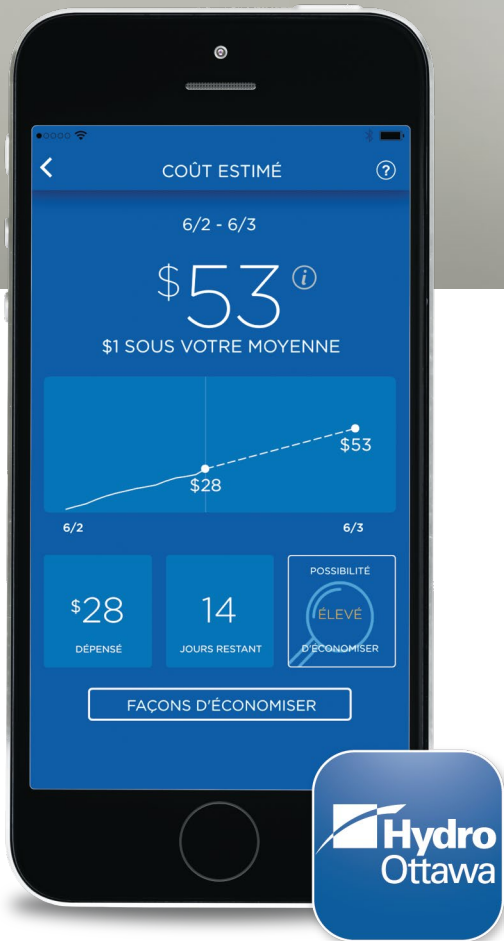 COÛT ESTIMÉ
?
6/2 - 6/3
$53 i
$1 SOUS VOTRE MOYENNE
$53
$28
6/2 6/3
$28
DÉPENSÉ
14
JOURS RESTANT
POSSIBILITÉ
ÉLEVÉ
D'ÉCONOMISER
FAÇONS D'ÉCONOMISER
Hydro
Ottawa